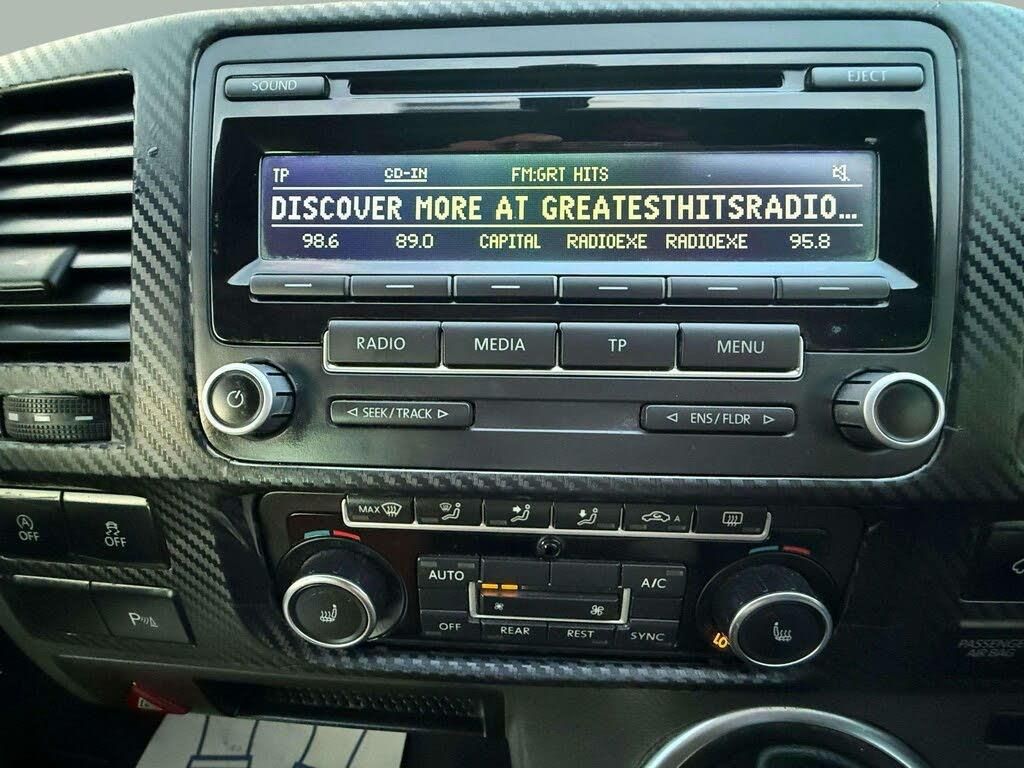 SOUND EJECT
TP CD-IN FM:GRT HITS
DISCOVER MORE AT GREATESTHITSRADIO...
98.6 89.0 CAPITAL RADIOEXE RADIOEXE 95.8
RADIO MEDIA TP MENU
SEEK/TRACK ENS/FLDR
MAX A
A OFF OFF
AUTO A/C
P
OFF REAR REST SYNC
LO
PASSENGER
AIRBAG